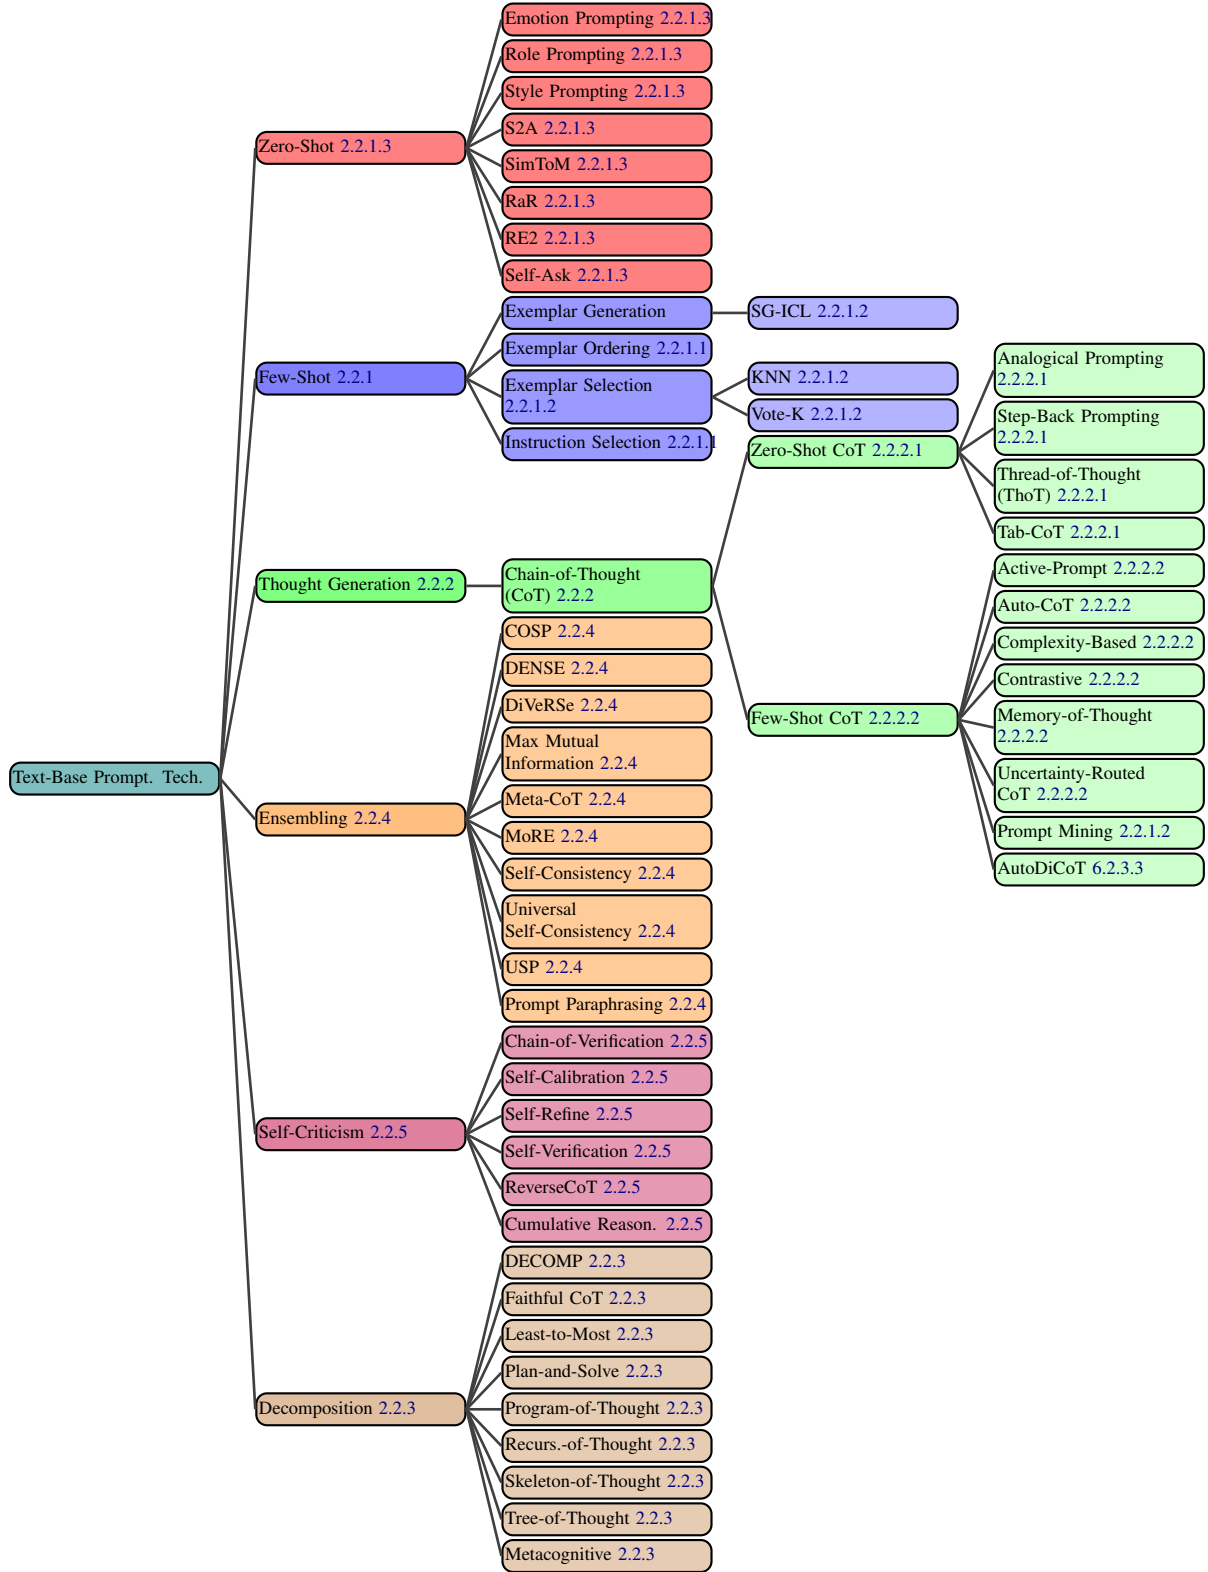 Text-Base Prompt. Tech.
Zero-Shot 2.2.1.3
Emotion Prompting 2.2.1.3
Role Prompting 2.2.1.3
Style Prompting 2.2.1.3
S2A 2.2.1.3
SimToM 2.2.1.3
RaR 2.2.1.3
RE2 2.2.1.3
Self-Ask 2.2.1.3
Few-Shot 2.2.1
Exemplar Generation
SG-ICL 2.2.1.2
Exemplar Ordering 2.2.1.1
Exemplar Selection
2.2.1.2
KNN 2.2.1.2
Vote-K 2.2.1.2
Instruction Selection 2.2.1.1
Thought Generation 2.2.2
Chain-of-Thought
(CoT) 2.2.2
Zero-Shot CoT 2.2.2.1
Analogical Prompting
2.2.2.1
Step-Back Prompting
2.2.2.1
Thread-of-Thought
(ThoT) 2.2.2.1
Tab-CoT 2.2.2.1
Few-Shot CoT 2.2.2.2
Active-Prompt 2.2.2.2
Auto-CoT 2.2.2.2
Complexity-Based 2.2.2.2
Contrastive 2.2.2.2
Memory-of-Thought
2.2.2.2
Uncertainty-Routed
CoT 2.2.2.2
Prompt Mining 2.2.1.2
AutoDiCoT 6.2.3.3
Ensembling 2.2.4
COSP 2.2.4
DENSE 2.2.4
DiVeRSe 2.2.4
Max Mutual
Information 2.2.4
Meta-CoT 2.2.4
MoRE 2.2.4
Self-Consistency 2.2.4
Universal
Self-Consistency 2.2.4
USP 2.2.4
Prompt Paraphrasing 2.2.4
Self-Criticism 2.2.5
Chain-of-Verification 2.2.5
Self-Calibration 2.2.5
Self-Refine 2.2.5
Self-Verification 2.2.5
ReverseCoT 2.2.5
Cumulative Reason. 2.2.5
Decomposition 2.2.3
DECOMP 2.2.3
Faithful CoT 2.2.3
Least-to-Most 2.2.3
Plan-and-Solve 2.2.3
Program-of-Thought 2.2.3
Recurs.-of-Thought 2.2.3
Skeleton-of-Thought 2.2.3
Tree-of-Thought 2.2.3
Metacognitive 2.2.3